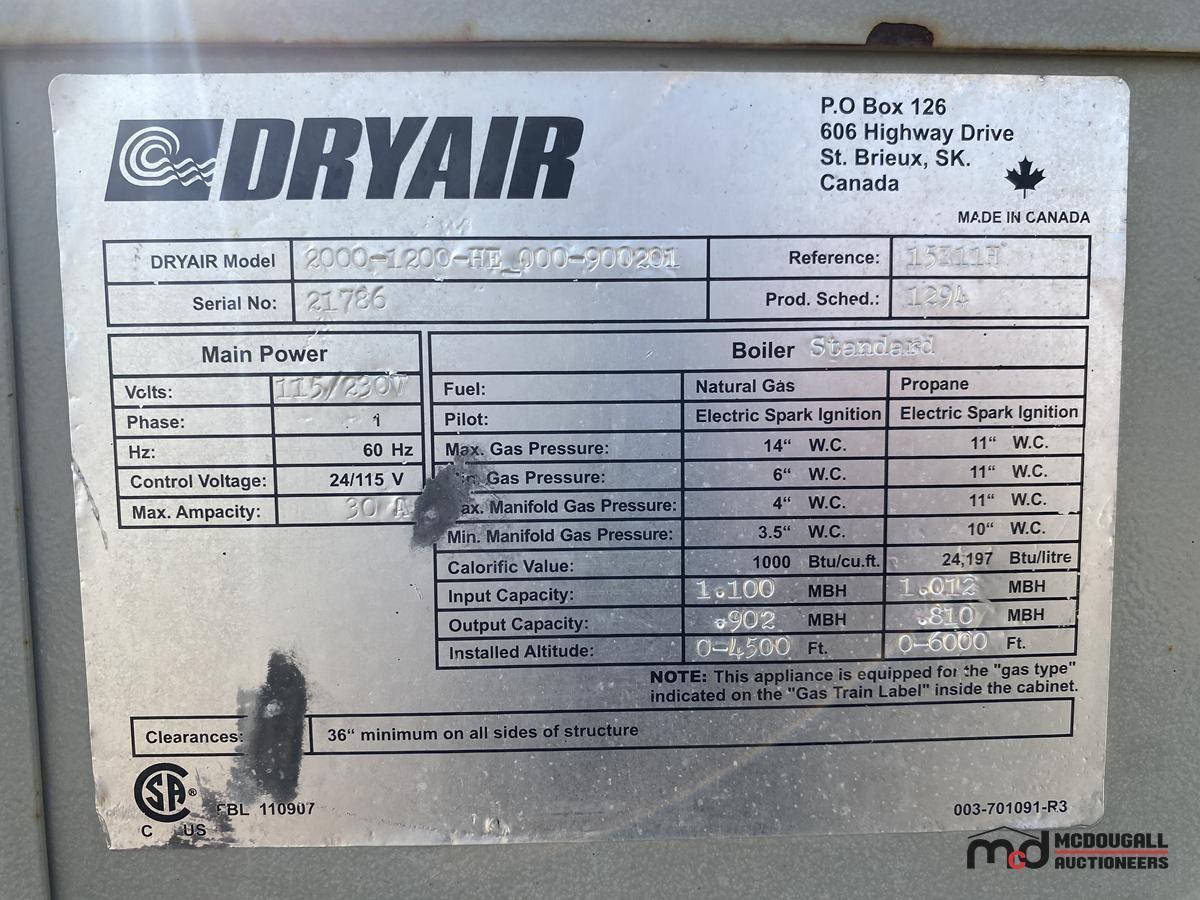 DRYAIR
P.O Box 126
606 Highway Drive
St. Brieux, SK.
Canada
MADE IN CANADA
DRYAIR Model 2000-1200-HE_000-900201 Reference:
Serial No: 21786 Prod. Sched.: 1294
Main Power
Volts: 115/230V
Phase: 1
Hz: 60 Hz
Control Voltage: 24/115 V
Max. Ampacity: 30 A
Boiler Standard
Fuel: Natural Gas Propane
Pilot: Electric Spark Ignition Electric Spark Ignition
Max. Gas Pressure: 14“ W.C. 11“ W.C.
Gas Pressure: 6“ W.C. 11“ W.C.
Max. Manifold Gas Pressure: 4“ W.C. 11“ W.C.
Min. Manifold Gas Pressure: 3.5“ W.C. 10“ W.C.
Calorific Value: 1000 Btu/cu.ft. 24,197 Btu/litre
Input Capacity: 1.100 MBH 1.012 MBH
Output Capacity: .902 MBH .810 MBH
Installed Altitude: 0-4500 Ft. 0-6000 Ft.
NOTE: This appliance is equipped for the "gas type"
indicated on the "Gas Train Label" inside the cabinet.
Clearances: 36“ minimum on all sides of structure
SA ®
C US
FBL 110907
003-701091-R3
mcd MCDOUGALL
AUCTIONEERS